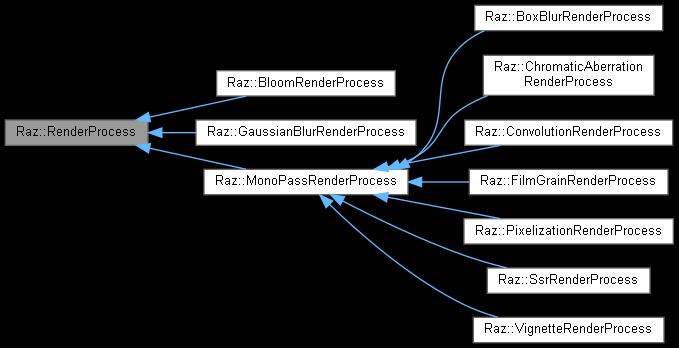 Raz::BoxBlurRenderProcess
Raz::ChromaticAberration
RenderProcess
Raz::BloomRenderProcess
Raz::RenderProcess
Raz::GaussianBlurRenderProcess
Raz::ConvolutionRenderProcess
Raz::MonoPassRenderProcess
Raz::FilmGrainRenderProcess
Raz::PixelizationRenderProcess
Raz::SsrRenderProcess
Raz::VignetteRenderProcess